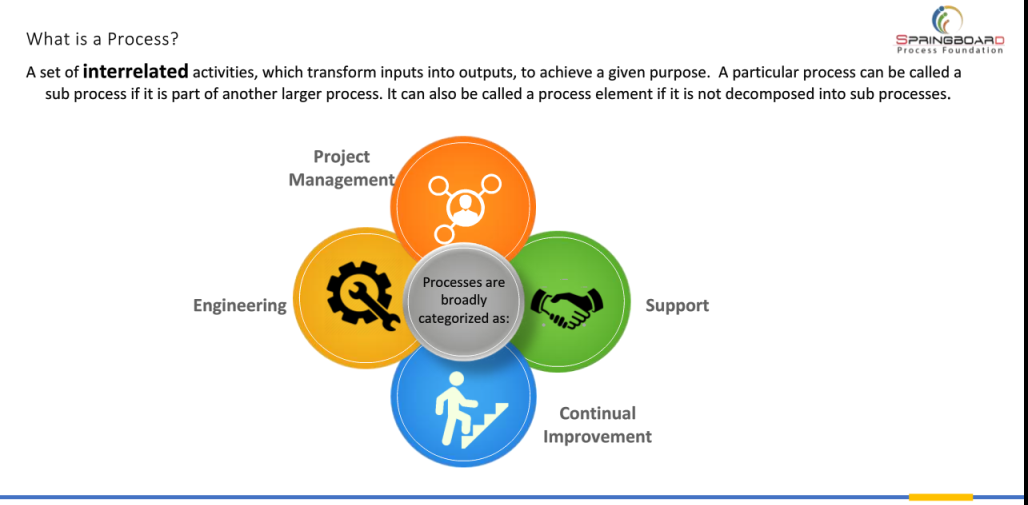 What is a Process?
SPRINGBOARD
Process Foundation
A set of interrelated activities, which transform inputs into outputs, to achieve a given purpose.  A particular process can be called a
sub process if it is part of another larger process. It can also be called a process element if it is not decomposed into sub processes.
Project
Management
Engineering
Processes are
broadly
categorized as:
Support
Continual
Improvement